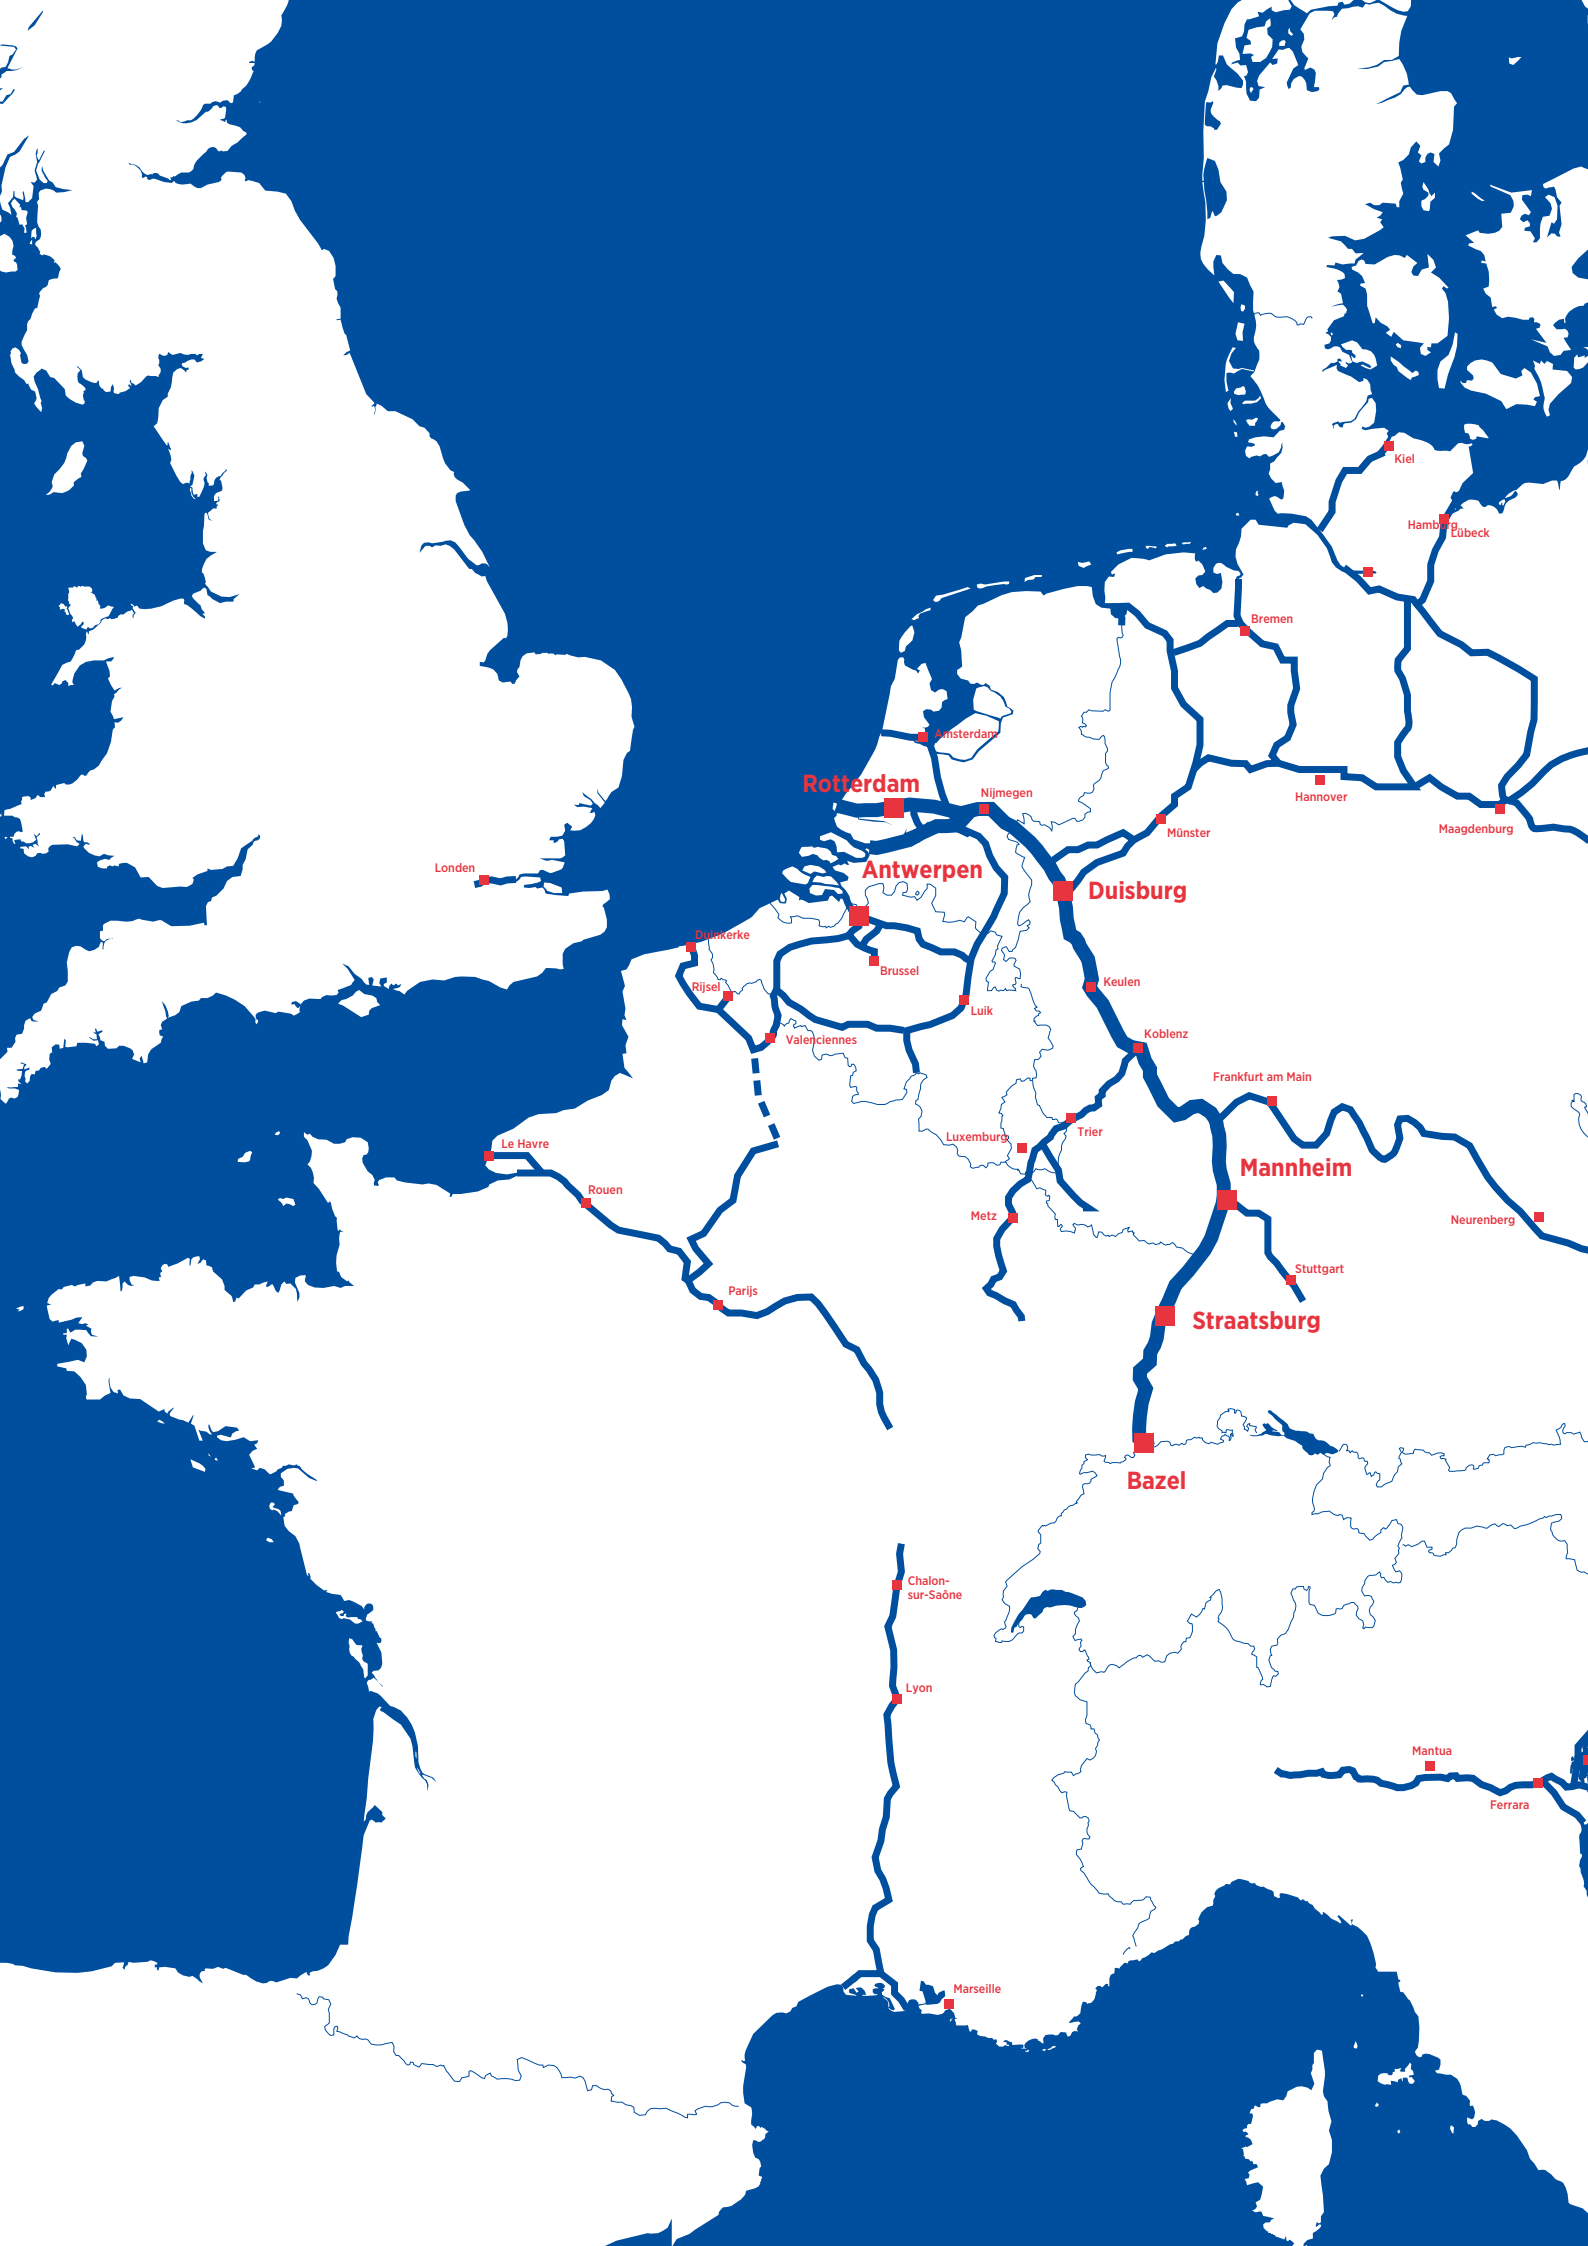 Kiel
Hamburg
Lübeck
Bremen
Amsterdam
Rotterdam
Nijmegen
Hannover
Maagdenburg
Münster
Londen
Antwerpen
Duisburg
Duinkerke
Brussel
Rijsel
Keulen
Luik
Valenciennes
Koblenz
Frankfurt am Main
Le Havre
Luxemburg
Trier
Mannheim
Rouen
Metz
Neurenberg
Stuttgart
Parijs
Straatsburg
Bazel
Chalon-
sur-Saône
Lyon
Mantua
Ferrara
Marseille